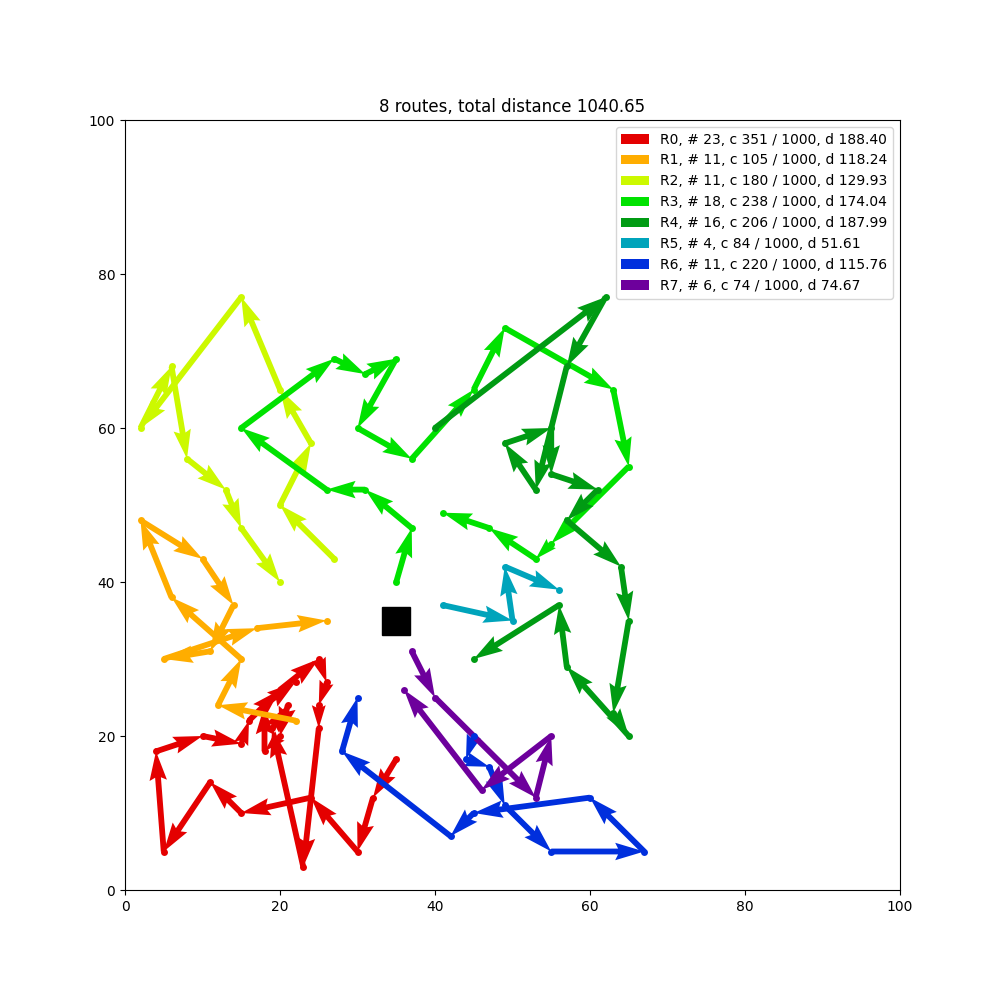 8 routes, total distance 1040.65
R0, # 23, c 351 / 1000, d 188.40
R1, # 11, c 105 / 1000, d 118.24
R2, # 11, c 180 / 1000, d 129.93
R3, # 18, c 238 / 1000, d 174.04
R4, # 16, c 206 / 1000, d 187.99
R5, # 4, c 84 / 1000, d 51.61
R6, # 11, c 220 / 1000, d 115.76
R7, # 6, c 74 / 1000, d 74.67
100
80
60
40
20
0
0 20 40 60 80 100